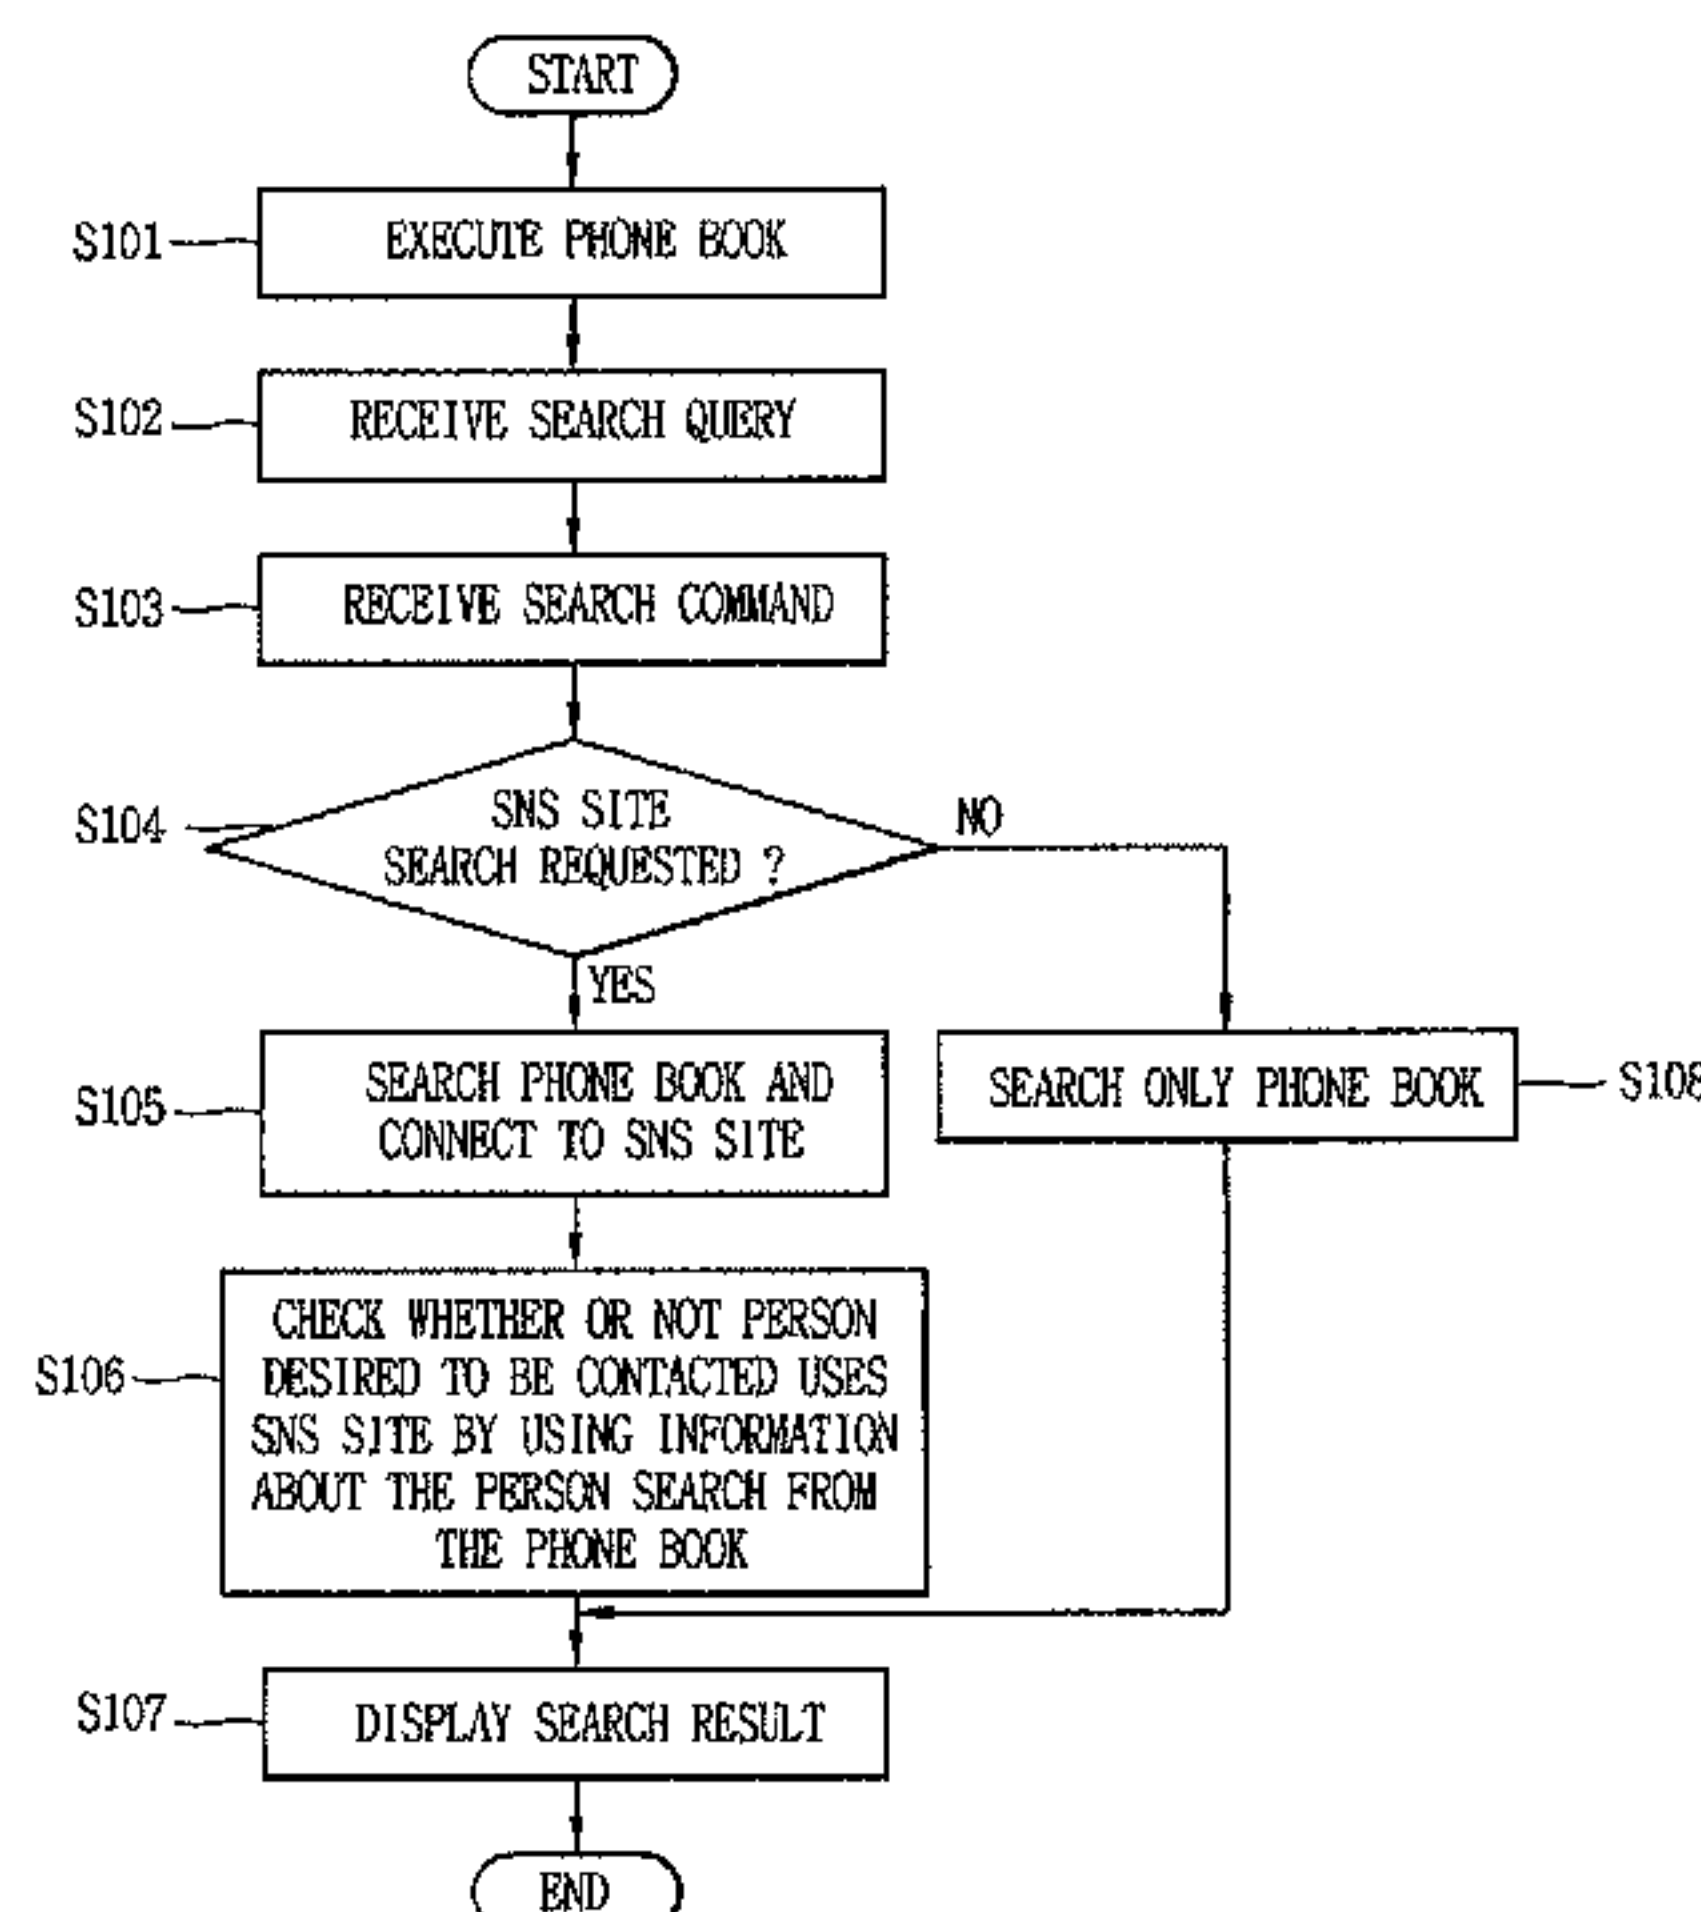 START
S101
EXECUTE PHONE BOOK
S102
RECEIVE SEARCH QUERY
S103
RECEIVE SEARCH COMMAND
S104
SNS SITE
SEARCH REQUESTED ?
NO
YES
S105
SEARCH PHONE BOOK AND
CONNECT TO SNS SITE
SEARCH ONLY PHONE BOOK
S108
S106
CHECK WHETHER OR NOT PERSON
DESIRED TO BE CONTACTED USES
SNS SITE BY USING INFORMATION
ABOUT THE PERSON SEARCH FROM
THE PHONE BOOK
S107
DISPLAY SEARCH RESULT
END